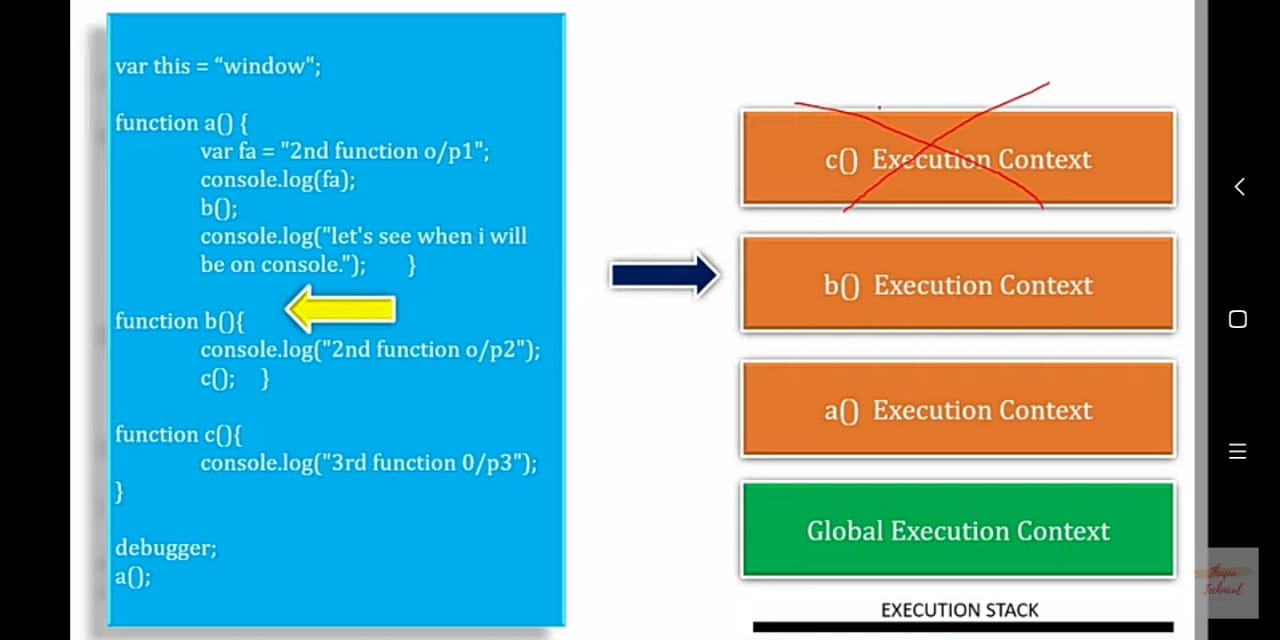 var this = “window";
function a() {
var fa = "2nd function o/p1";
console.log(fa);
b();
console.log("let's see when i will
be on console."); }
function b(){
console.log("2nd function o/p2");
c(); }
function c(){
console.log("3rd function 0/p3");
}
debugger;
a();
c() Execution Context
b() Execution Context
a() Execution Context
Global Execution Context
EXECUTION STACK
Thapa
Technical